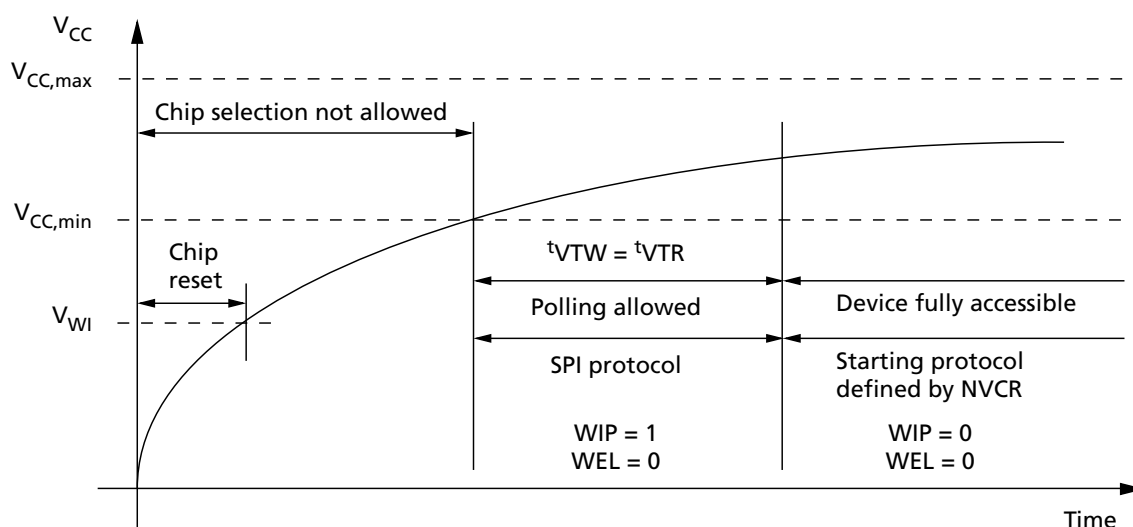 VCC
VCC,max
Chip selection not allowed
VCC,min
Chip
reset
tVTW = tVTR
VWI
Polling allowed
Device fully accessible
SPI protocol
Starting protocol
defined by NVCR
WIP = 1
WEL = 0
WIP = 0
WEL = 0
Time